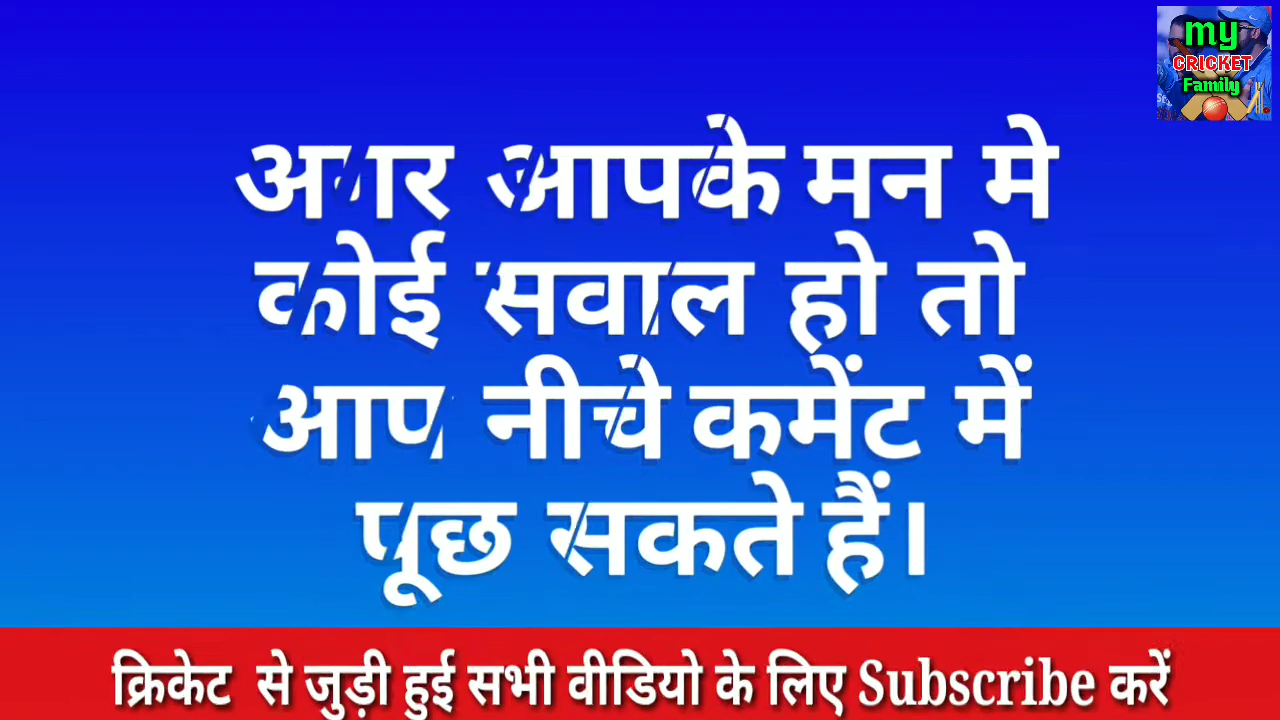 my
CRICKET
Family
अगर आपके मन मे
कोई सवाल हो तो
आप नीचे कमेंट में
पूछ सकते हैं।
क्रिकेट से जुड़ी हुई सभी वीडियो के लिए Subscribe करें